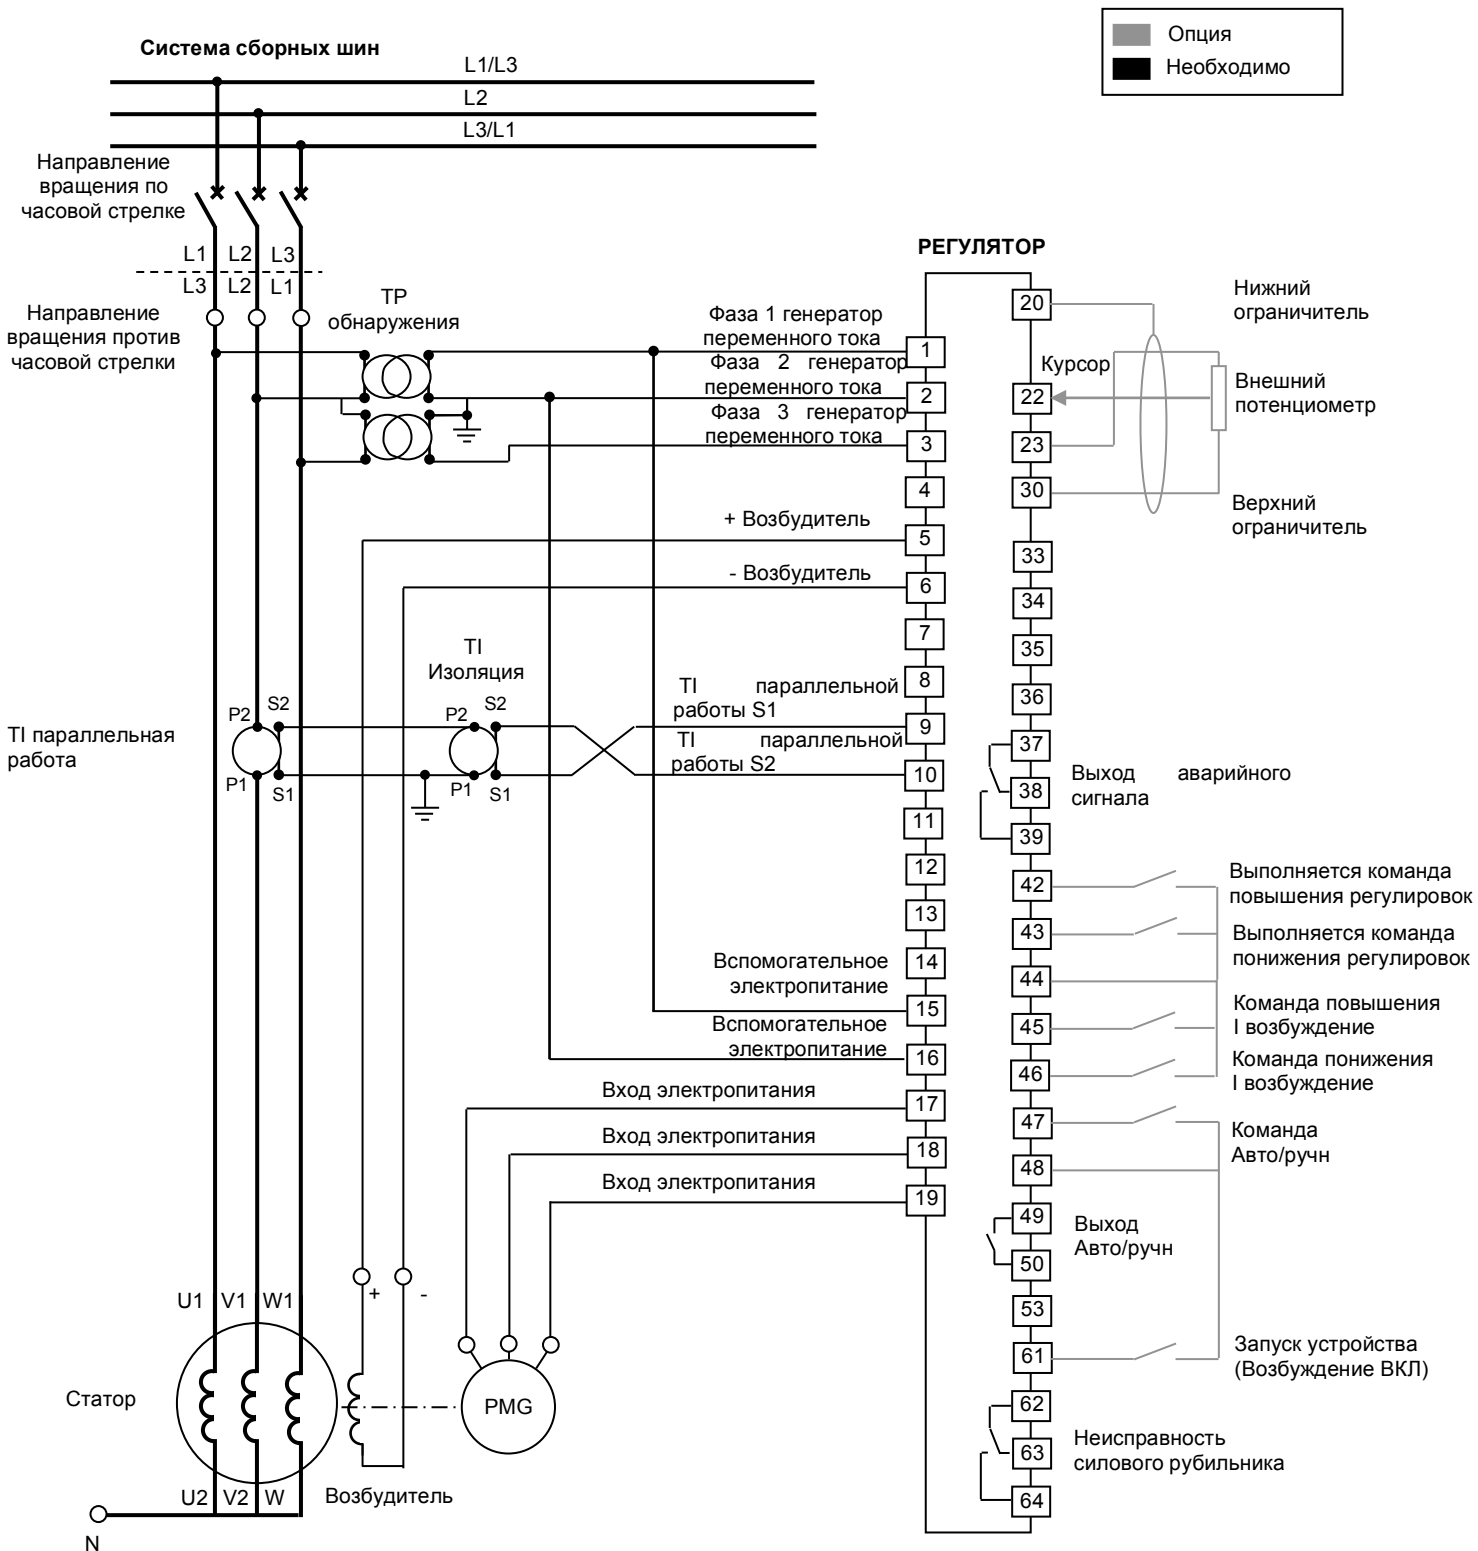 Опция
Необходимо
Система сборных шин
L1/L3
L2
L3/L1
Направление
вращения по
часовой стрелке
L1 L2 L3
L3 L2 L1
Направление
вращения против
часовой стрелки
ТР
обнаружения
РЕГУЛЯТОР
Фаза 1 генератор
переменного тока
Фаза 2 генератор
переменного тока
Фаза 3 генератор
переменного тока
+ Возбудитель
- Возбудитель
TI
Изоляция
TI параллельная
работа
P2 S2
P1 S1
P2 S2
P1 S1
TI параллельной
работы S1
TI параллельной
работы S2
Вспомогательное
электропитание
Вспомогательное
электропитание
Вход электропитания
Вход электропитания
Вход электропитания
1
2
3
4
5
6
7
8
9
10
11
12
13
14
15
16
17
18
19
20
22
23
30
33
34
35
36
37
38
39
42
43
44
45
46
47
48
49
50
53
61
62
63
64
Нижний
ограничитель
Курсор
Внешний
потенциометр
Верхний
ограничитель
Выход аварийного
сигнала
Выполняется команда
повышения регулировок
Выполняется команда
понижения регулировок
Команда повышения
I возбуждение
Команда понижения
I возбуждение
Команда
Авто/ручн
Выход
Авто/ручн
Запуск устройства
(Возбуждение ВКЛ)
Неисправность
силового рубильника
+ -
U1 V1 W1
Статор
PMG
U2 V2 W
Возбудитель
N